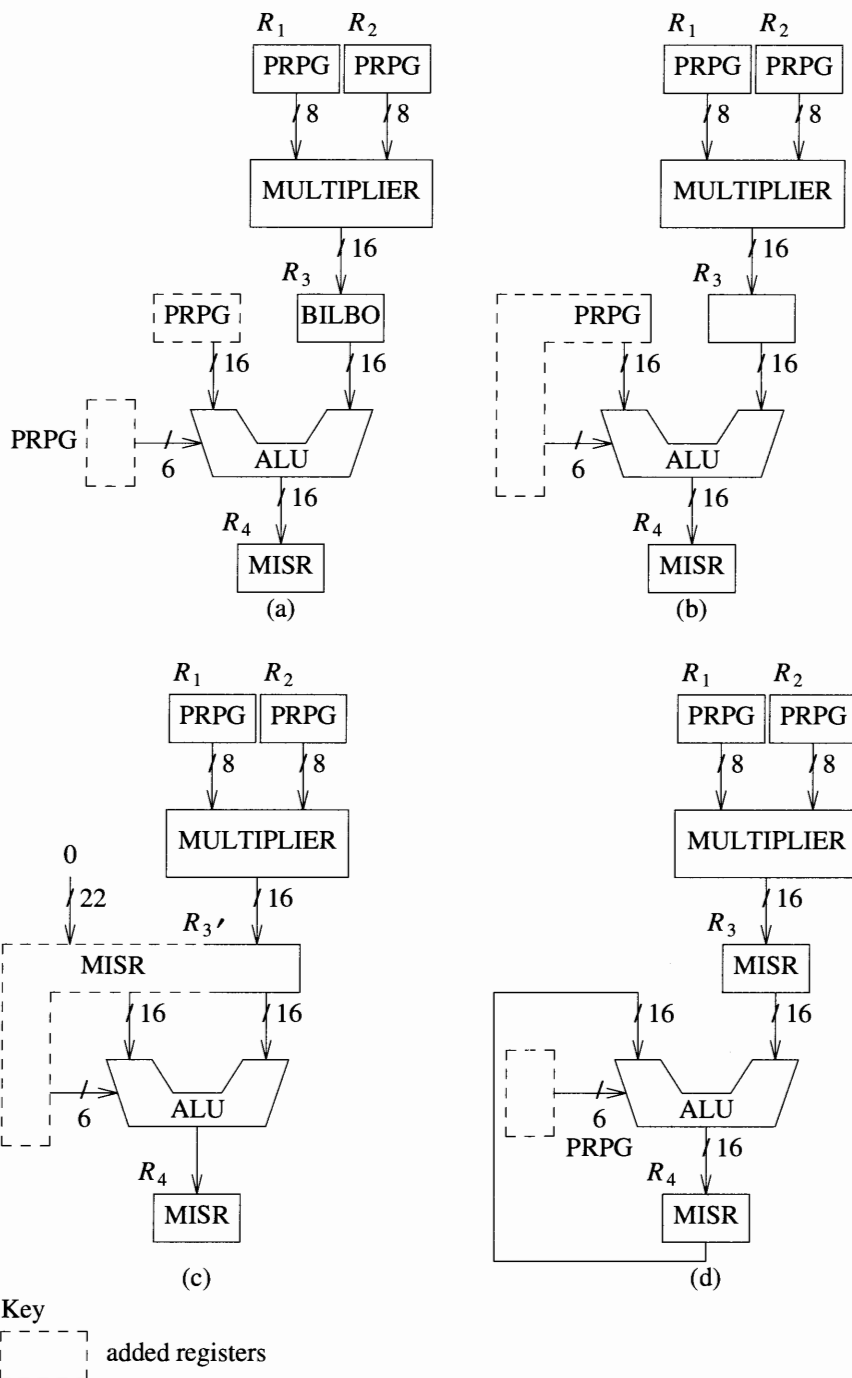 R1 R2
PRPG PRPG
8 8
MULTIPLIER
16
R3
PRPG BILBO
16 16
PRPG
6
ALU
16
R4
MISR
(a)
R1 R2
PRPG PRPG
8 8
MULTIPLIER
16
R3
PRPG
16 16
6
ALU
16
R4
MISR
(b)
R1 R2
PRPG PRPG
8 8
MULTIPLIER
0
22
16
R3′
MISR
16 16
6
ALU
R4
MISR
(c)
R1 R2
PRPG PRPG
8 8
MULTIPLIER
16
R3
MISR
16 16
6
ALU
PRPG
16
R4
MISR
(d)
Key
added registers